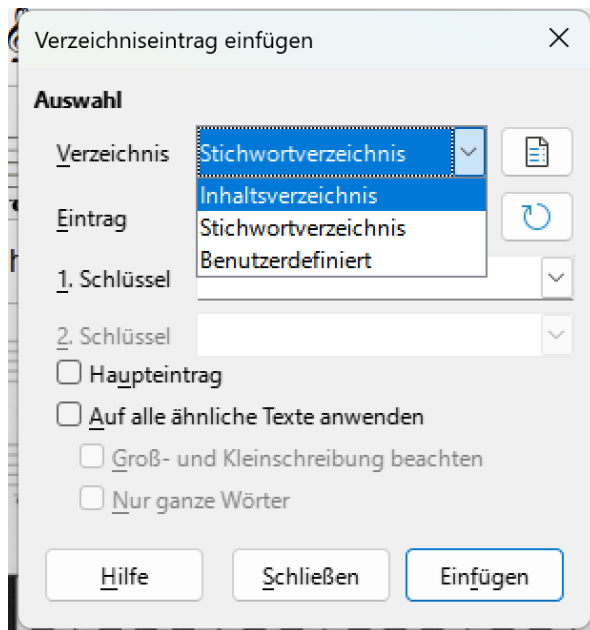 Verzeichniseintrag einfügen
Auswahl
Verzeichnis Stichwortverzeichnis
Inhaltsverzeichnis
Eintrag Stichwortverzeichnis
Benutzerdefiniert
1. Schlüssel
2. Schlüssel
Haupteintrag
Auf alle ähnliche Texte anwenden
Groß- und Kleinschreibung beachten
Nur ganze Wörter
Hilfe Schließen Einfügen